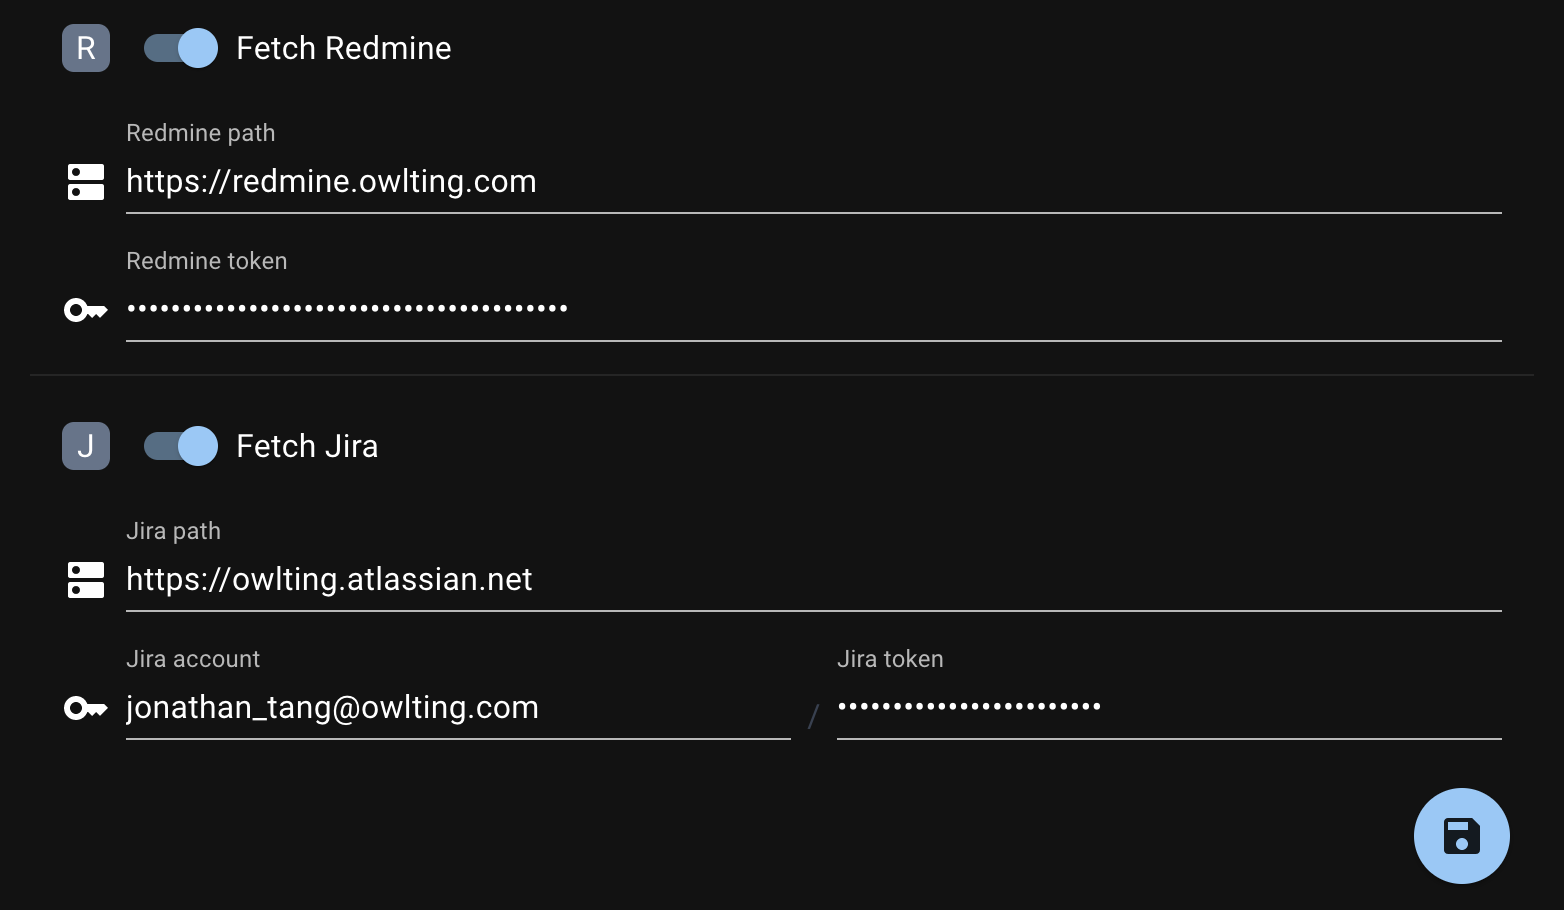 R Fetch Redmine
Redmine path
https://redmine.owlting.com
Redmine token
••••••••••••••••••••••••••••••••••••••••
J Fetch Jira
Jira path
https://owlting.atlassian.net
Jira account Jira token
jonathan_tang@owlting.com / ••••••••••••••••••••••••